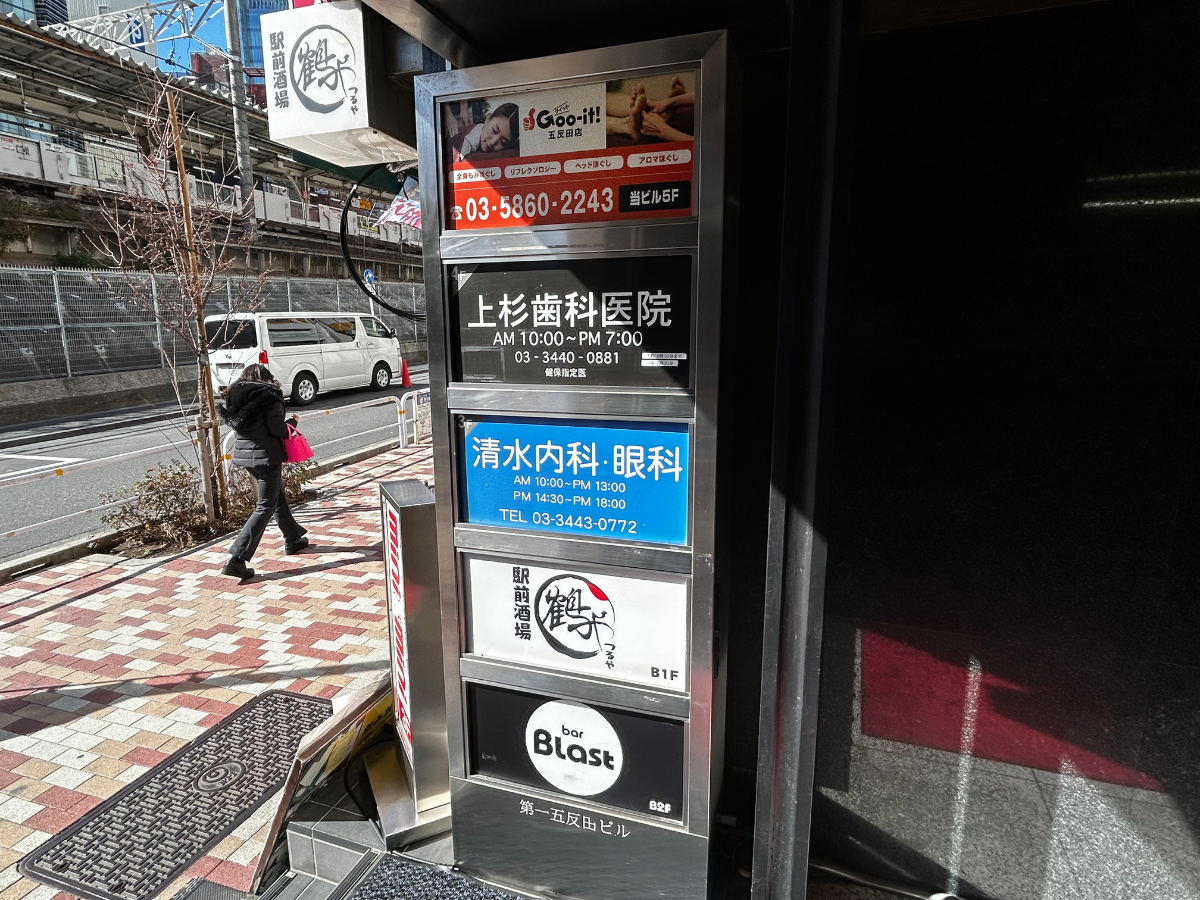 駅前酒場
鶴や
つるや
Goo-it!
グイット
五反田店
全身もみほぐし
リフレクソロジー
ヘッドほぐし
アロマほぐし
☎03-5860-2243
当ビル5F
上杉歯科医院
AM 10:00~PM 7:00
03-3440-0881
健保指定医
清水内科・眼科
AM 10:00~PM 13:00
PM 14:30~PM 18:00
TEL 03-3443-0772
駅前酒場
鶴や
つるや
B1F
bar
BLast
B2F
第一五反田ビル